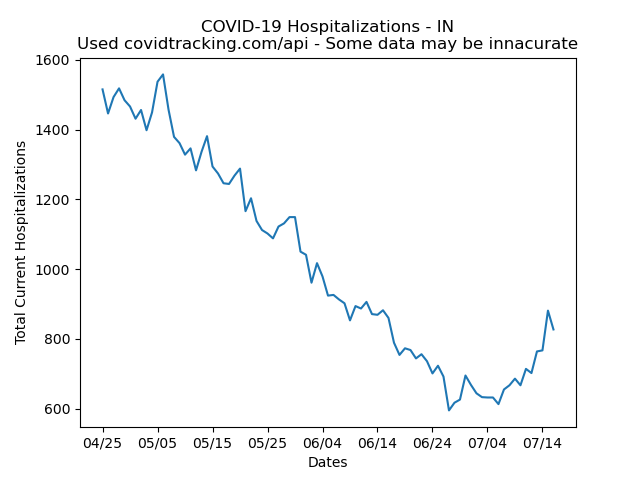 COVID-19 Hospitalizations - IN
Used covidtracking.com/api - Some data may be innacurate
Total Current Hospitalizations
1600
1400
1200
1000
800
600
04/25 05/05 05/15 05/25 06/04 06/14 06/24 07/04 07/14
Dates